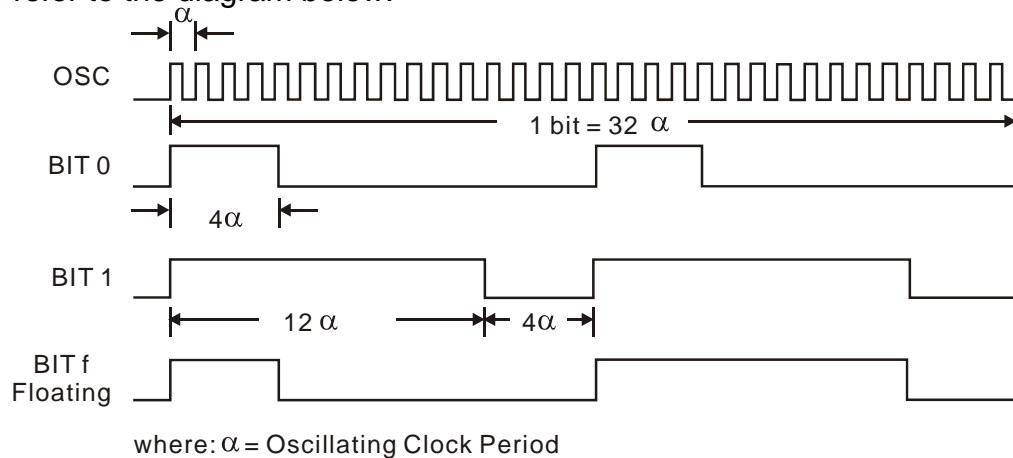 refer to the diagram below:
α
OSC
1 bit = 32 α
BIT 0
4α
BIT 1
12 α
4α
BIT f
Floating
where: α = Oscillating Clock Period